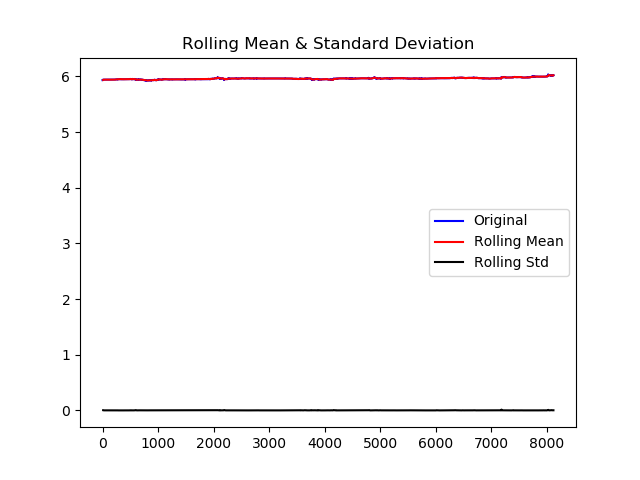 Rolling Mean & Standard Deviation
6
5
4
3
2
1
0
Original
Rolling Mean
Rolling Std
0 1000 2000 3000 4000 5000 6000 7000 8000